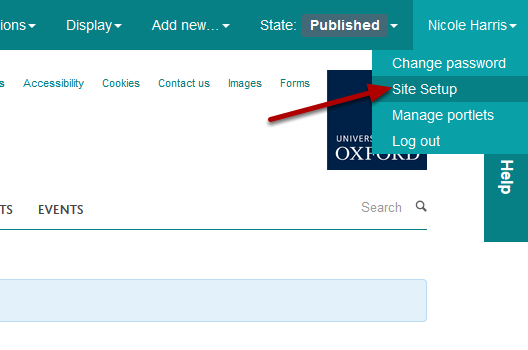 ions Display Add new… State: Published Nicole Harris
Change password
Site Setup
Manage portlets
Log out
s Accessibility Cookies Contact us Images Forms
UNIVERS
OXFORD
Help
TS EVENTS Search